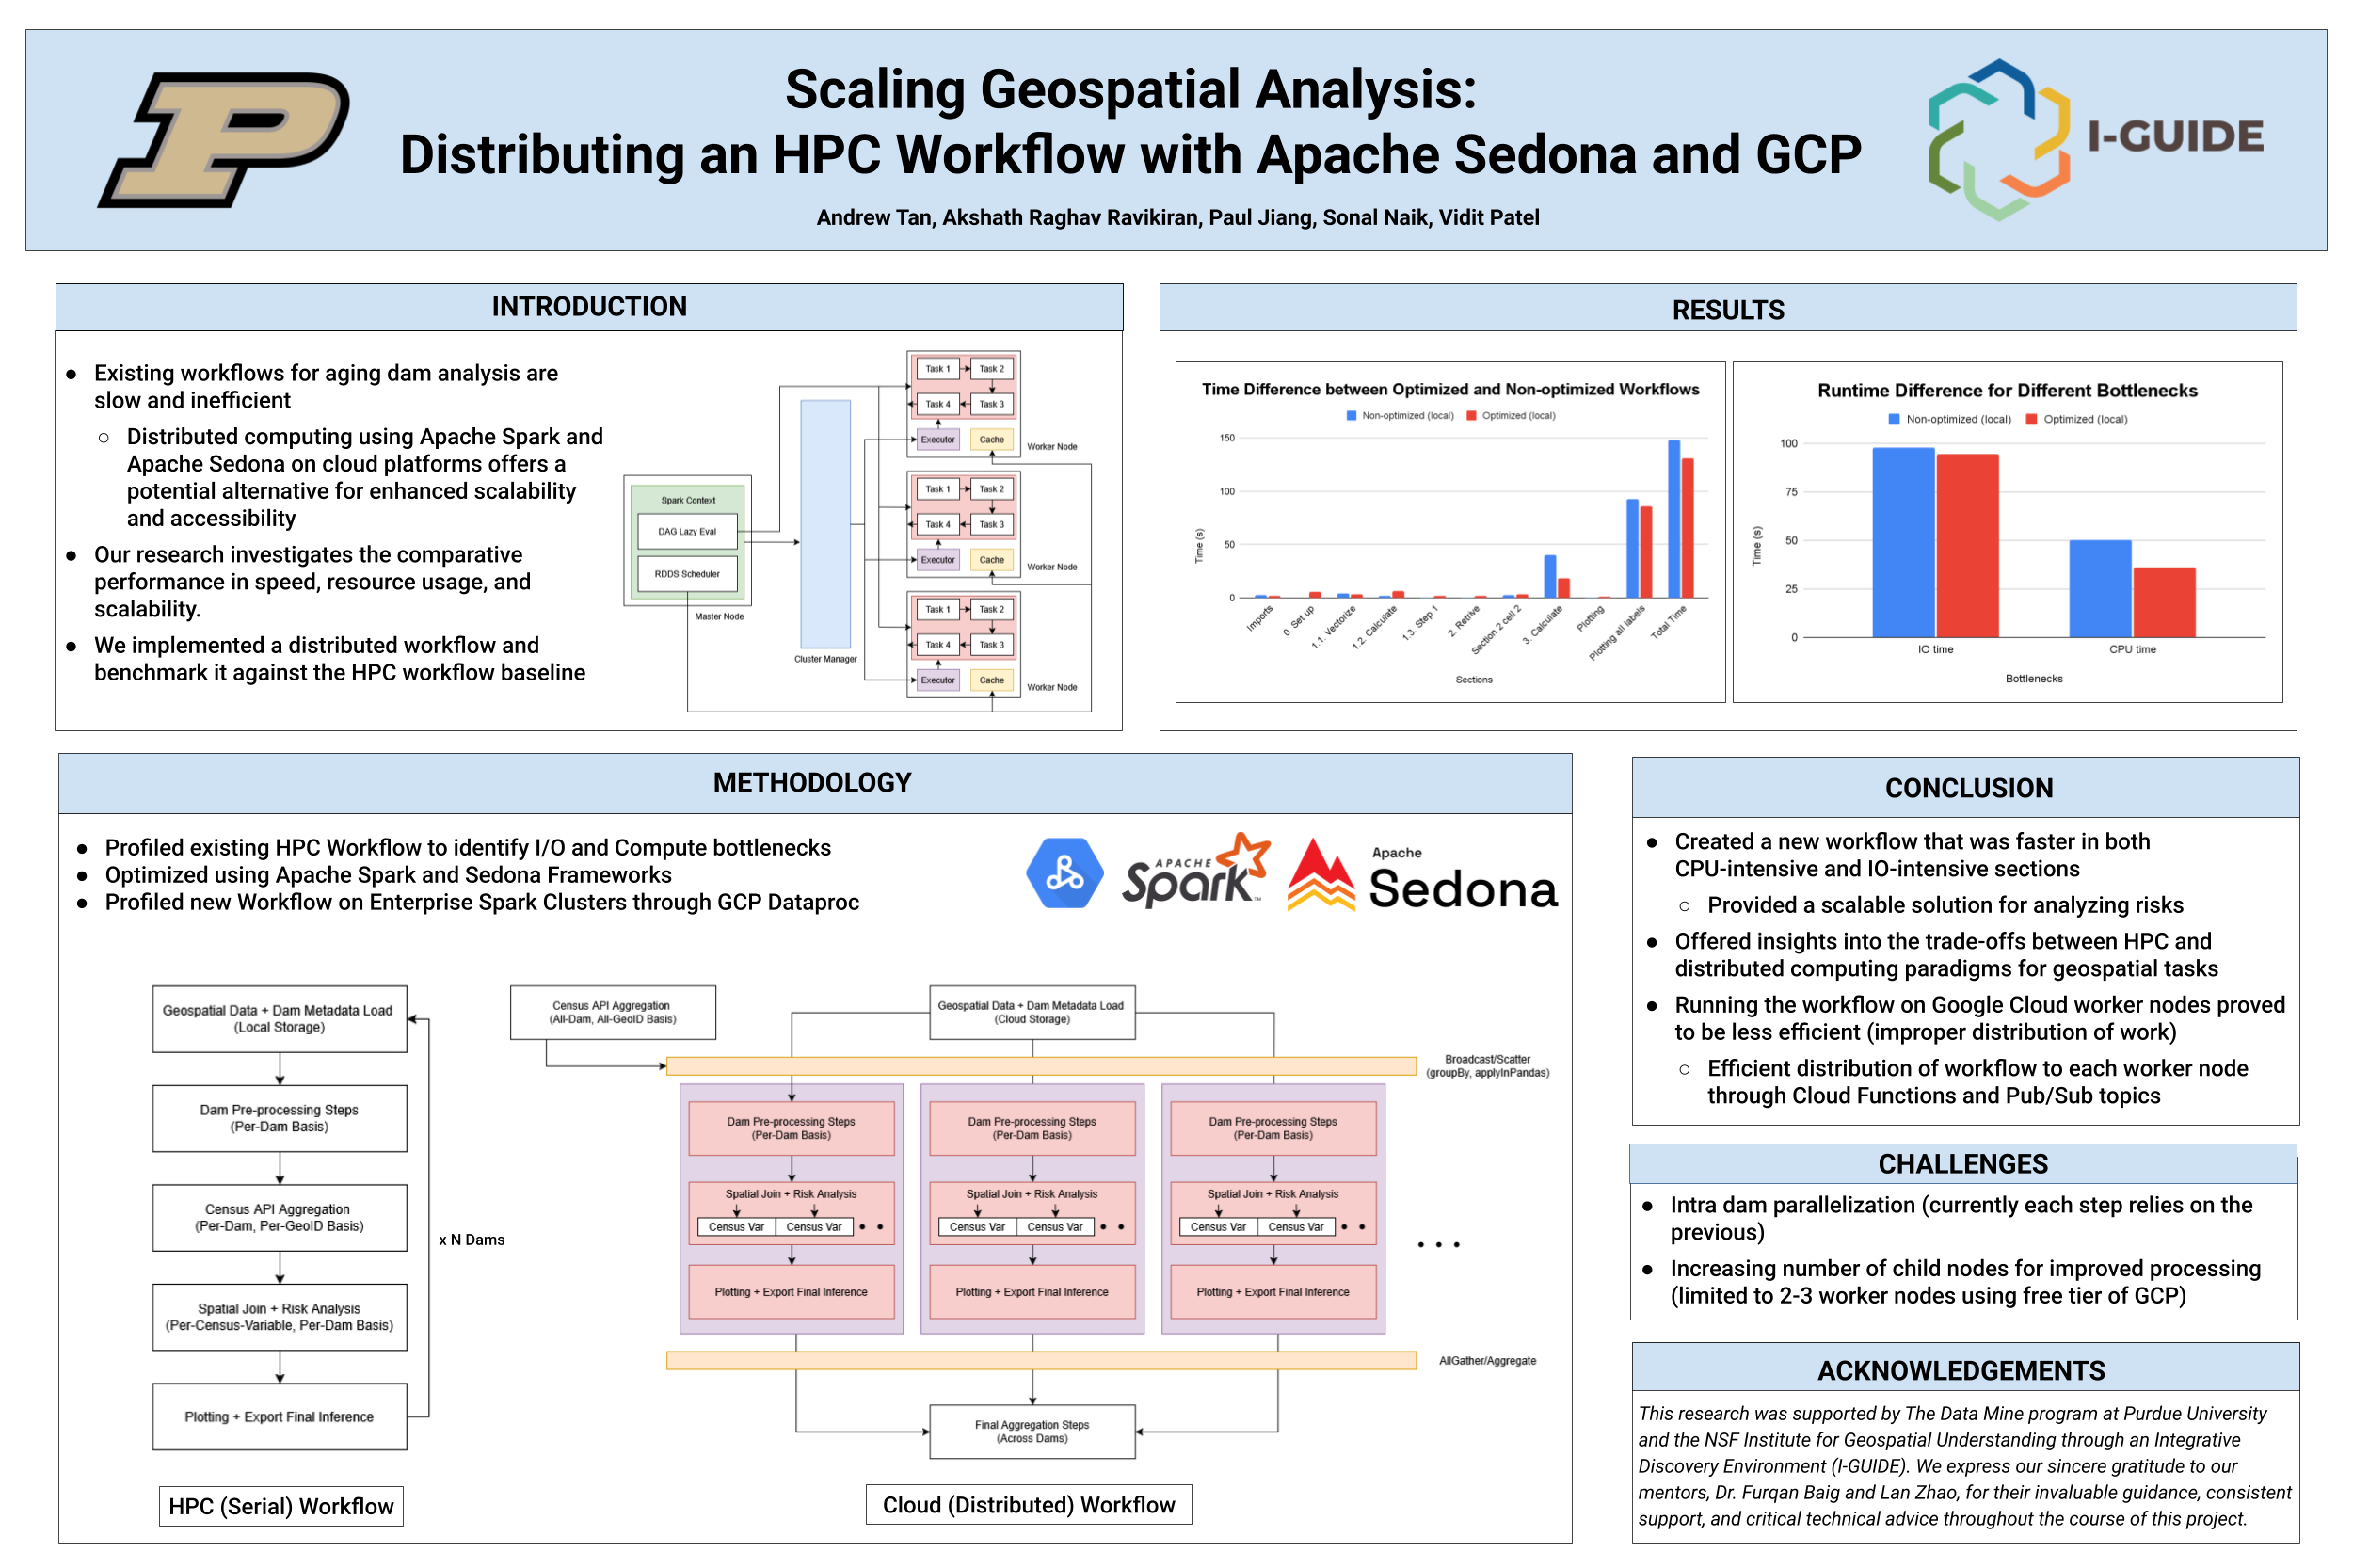 Scaling Geospatial Analysis:
Distributing an HPC Workflow with Apache Sedona and GCP
Andrew Tan, Akshath Raghav Ravikiran, Paul Jiang, Sonal Naik, Vidit Patel
I-GUIDE
INTRODUCTION
● Existing workflows for aging dam analysis are
slow and inefficient
○ Distributed computing using Apache Spark and
Apache Sedona on cloud platforms offers a
potential alternative for enhanced scalability
and accessibility
● Our research investigates the comparative
performance in speed, resource usage, and
scalability.
● We implemented a distributed workflow and
benchmark it against the HPC workflow baseline
Spark Context
DAG Lazy Eval
RDDS Scheduler
Master Node
Cluster Manager
Task 1 Task 2
Task 4 Task 3
Executor Cache
Worker Node
Task 1 Task 2
Task 4 Task 3
Executor Cache
Worker Node
Task 1 Task 2
Task 4 Task 3
Executor Cache
Worker Node
RESULTS
Time Difference between Optimized and Non-optimized Workflows
Non-optimized (local) Optimized (local)
150
100
50
0
Time (s)
Imports
0. Set up
1.1. Vectorize
1.2. Calculate
1.3. Step 1
2. Retrive
Section 2 cell 2
3. Calculate
Plotting
Plotting all labels
Total Time
Sections
Runtime Difference for Different Bottlenecks
Non-optimized (local) Optimized (local)
100
75
50
25
0
Time (s)
IO time CPU time
Bottlenecks
METHODOLOGY
● Profiled existing HPC Workflow to identify I/O and Compute bottlenecks
● Optimized using Apache Spark and Sedona Frameworks
● Profiled new Workflow on Enterprise Spark Clusters through GCP Dataproc
APACHE
Spark™
Apache
Sedona
Geospatial Data + Dam Metadata Load
(Local Storage)
Dam Pre-processing Steps
(Per-Dam Basis)
Census API Aggregation
(Per-Dam, Per-GeoID Basis)
Spatial Join + Risk Analysis
(Per-Census-Variable, Per-Dam Basis)
Plotting + Export Final Inference
x N Dams
HPC (Serial) Workflow
Census API Aggregation
(All-Dam, All-GeoID Basis)
Geospatial Data + Dam Metadata Load
(Cloud Storage)
Broadcast/Scatter
(groupBy, applyInPandas)
Dam Pre-processing Steps
(Per-Dam Basis)
Spatial Join + Risk Analysis
Census Var Census Var • •
Plotting + Export Final Inference
Dam Pre-processing Steps
(Per-Dam Basis)
Spatial Join + Risk Analysis
Census Var Census Var • •
Plotting + Export Final Inference
Dam Pre-processing Steps
(Per-Dam Basis)
Spatial Join + Risk Analysis
Census Var Census Var • •
Plotting + Export Final Inference
• • •
AllGather/Aggregate
Final Aggregation Steps
(Across Dams)
Cloud (Distributed) Workflow
CONCLUSION
● Created a new workflow that was faster in both
CPU-intensive and IO-intensive sections
○ Provided a scalable solution for analyzing risks
● Offered insights into the trade-offs between HPC and
distributed computing paradigms for geospatial tasks
● Running the workflow on Google Cloud worker nodes proved
to be less efficient (improper distribution of work)
○ Efficient distribution of workflow to each worker node
through Cloud Functions and Pub/Sub topics
CHALLENGES
● Intra dam parallelization (currently each step relies on the
previous)
● Increasing number of child nodes for improved processing
(limited to 2-3 worker nodes using free tier of GCP)
ACKNOWLEDGEMENTS
This research was supported by The Data Mine program at Purdue University
and the NSF Institute for Geospatial Understanding through an Integrative
Discovery Environment (I-GUIDE). We express our sincere gratitude to our
mentors, Dr. Furqan Baig and Lan Zhao, for their invaluable guidance, consistent
support, and critical technical advice throughout the course of this project.